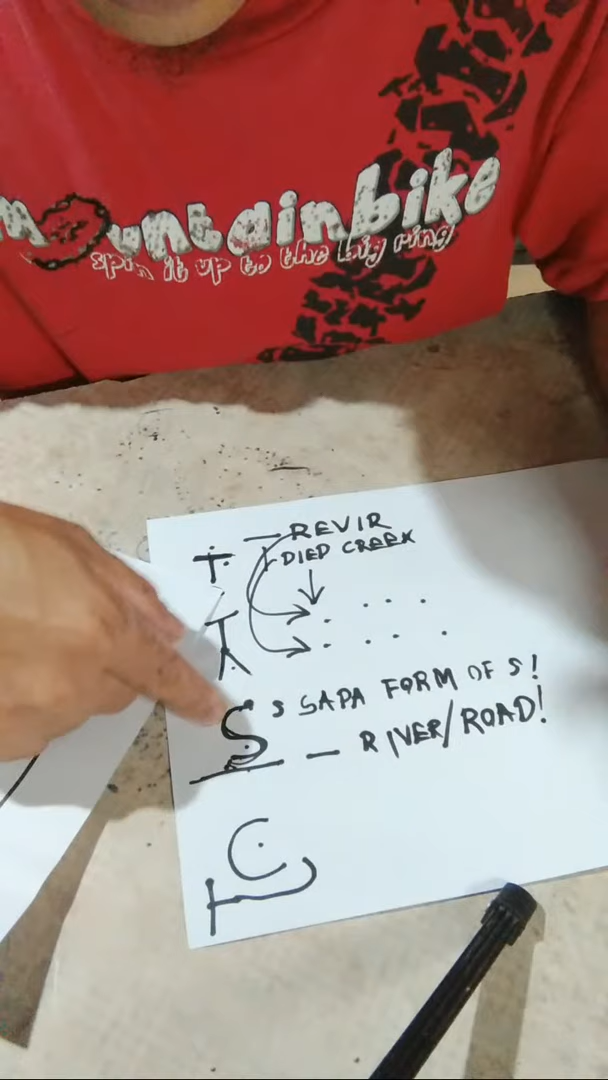 mountainbike
spin it up to the big ring
— REVIR
DIED CREEK
S SAPA FORM OF S!
S
— RIVER/ROAD!